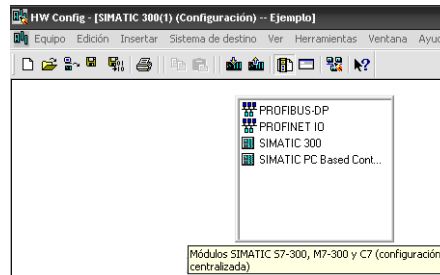 HW Config - [SIMATIC 300(1) (Configuración) -- Ejemplo]
Equipo Edición Insertar Sistema de destino Ver Herramientas Ventana
PROFIBUS-DP
PROFINET IO
SIMATIC 300
SIMATIC PC Based Cont...
Módulos SIMATIC S7-300, M7-300 y C7 (configuración
centralizada)